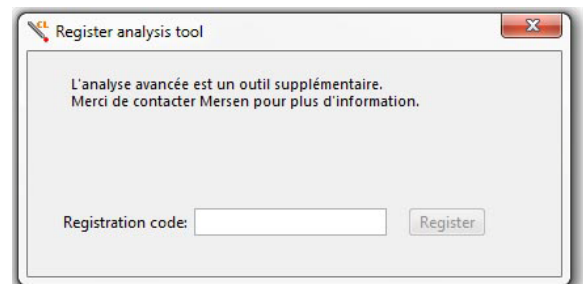 CL
Register analysis tool
L'analyse avancée est un outil supplémentaire.
Merci de contacter Mersen pour plus d'information.
Registration code:
Register